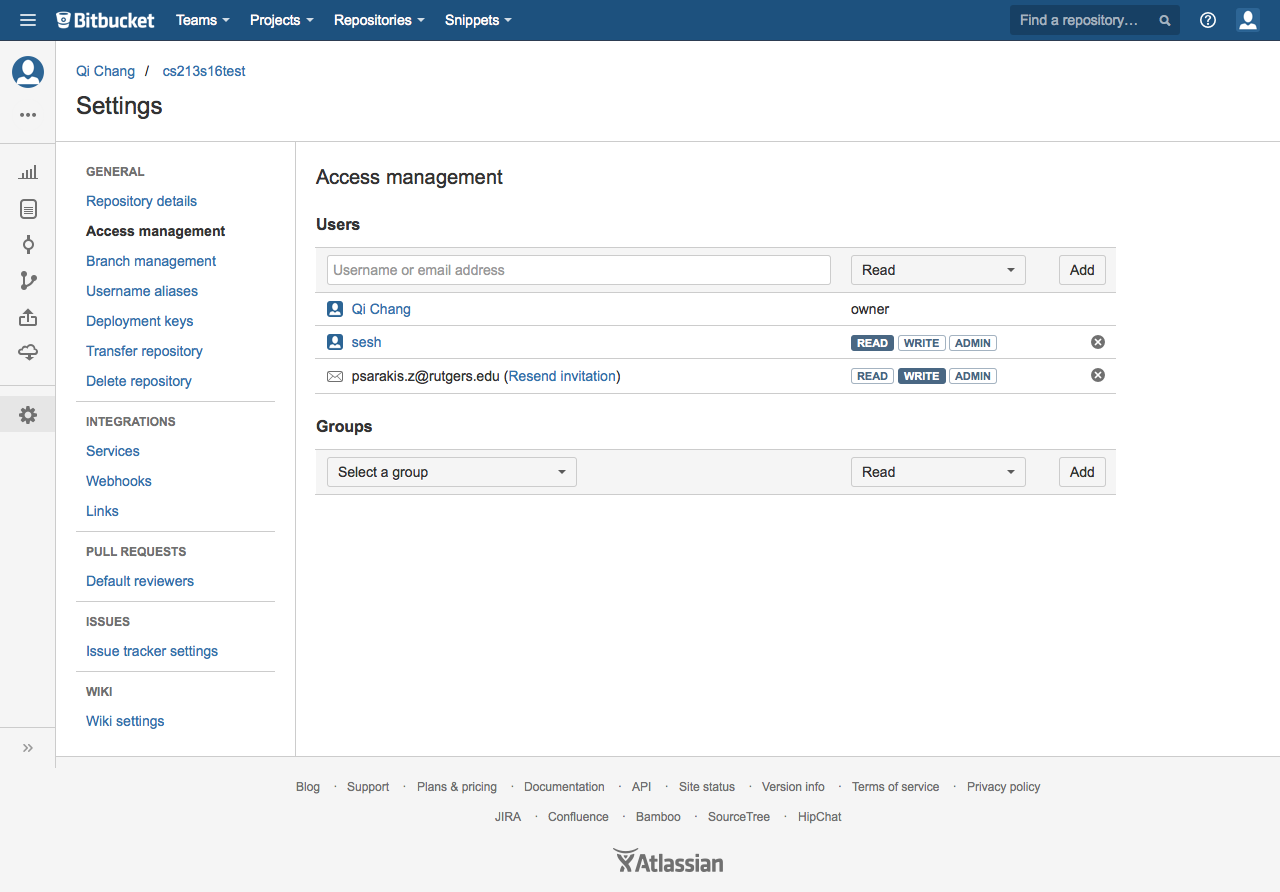 Bitbucket Teams Projects Repositories Snippets Find a repository...
Qi Chang / cs213s16test
Settings
GENERAL
Repository details
Access management
Branch management
Username aliases
Deployment keys
Transfer repository
Delete repository
INTEGRATIONS
Services
Webhooks
Links
PULL REQUESTS
Default reviewers
ISSUES
Issue tracker settings
WIKI
Wiki settings
Access management
Users
Username or email address Read Add
Qi Chang owner
sesh READ WRITE ADMIN
psarakis.z@rutgers.edu (Resend invitation) READ WRITE ADMIN
Groups
Select a group Read Add
Blog · Support · Plans & pricing · Documentation · API · Site status · Version info · Terms of service · Privacy policy
JIRA · Confluence · Bamboo · SourceTree · HipChat
Atlassian